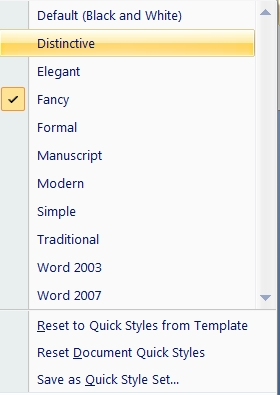 Default (Black and White)
Distinctive
Elegant
Fancy
Formal
Manuscript
Modern
Simple
Traditional
Word 2003
Word 2007
Reset to Quick Styles from Template
Reset Document Quick Styles
Save as Quick Style Set...